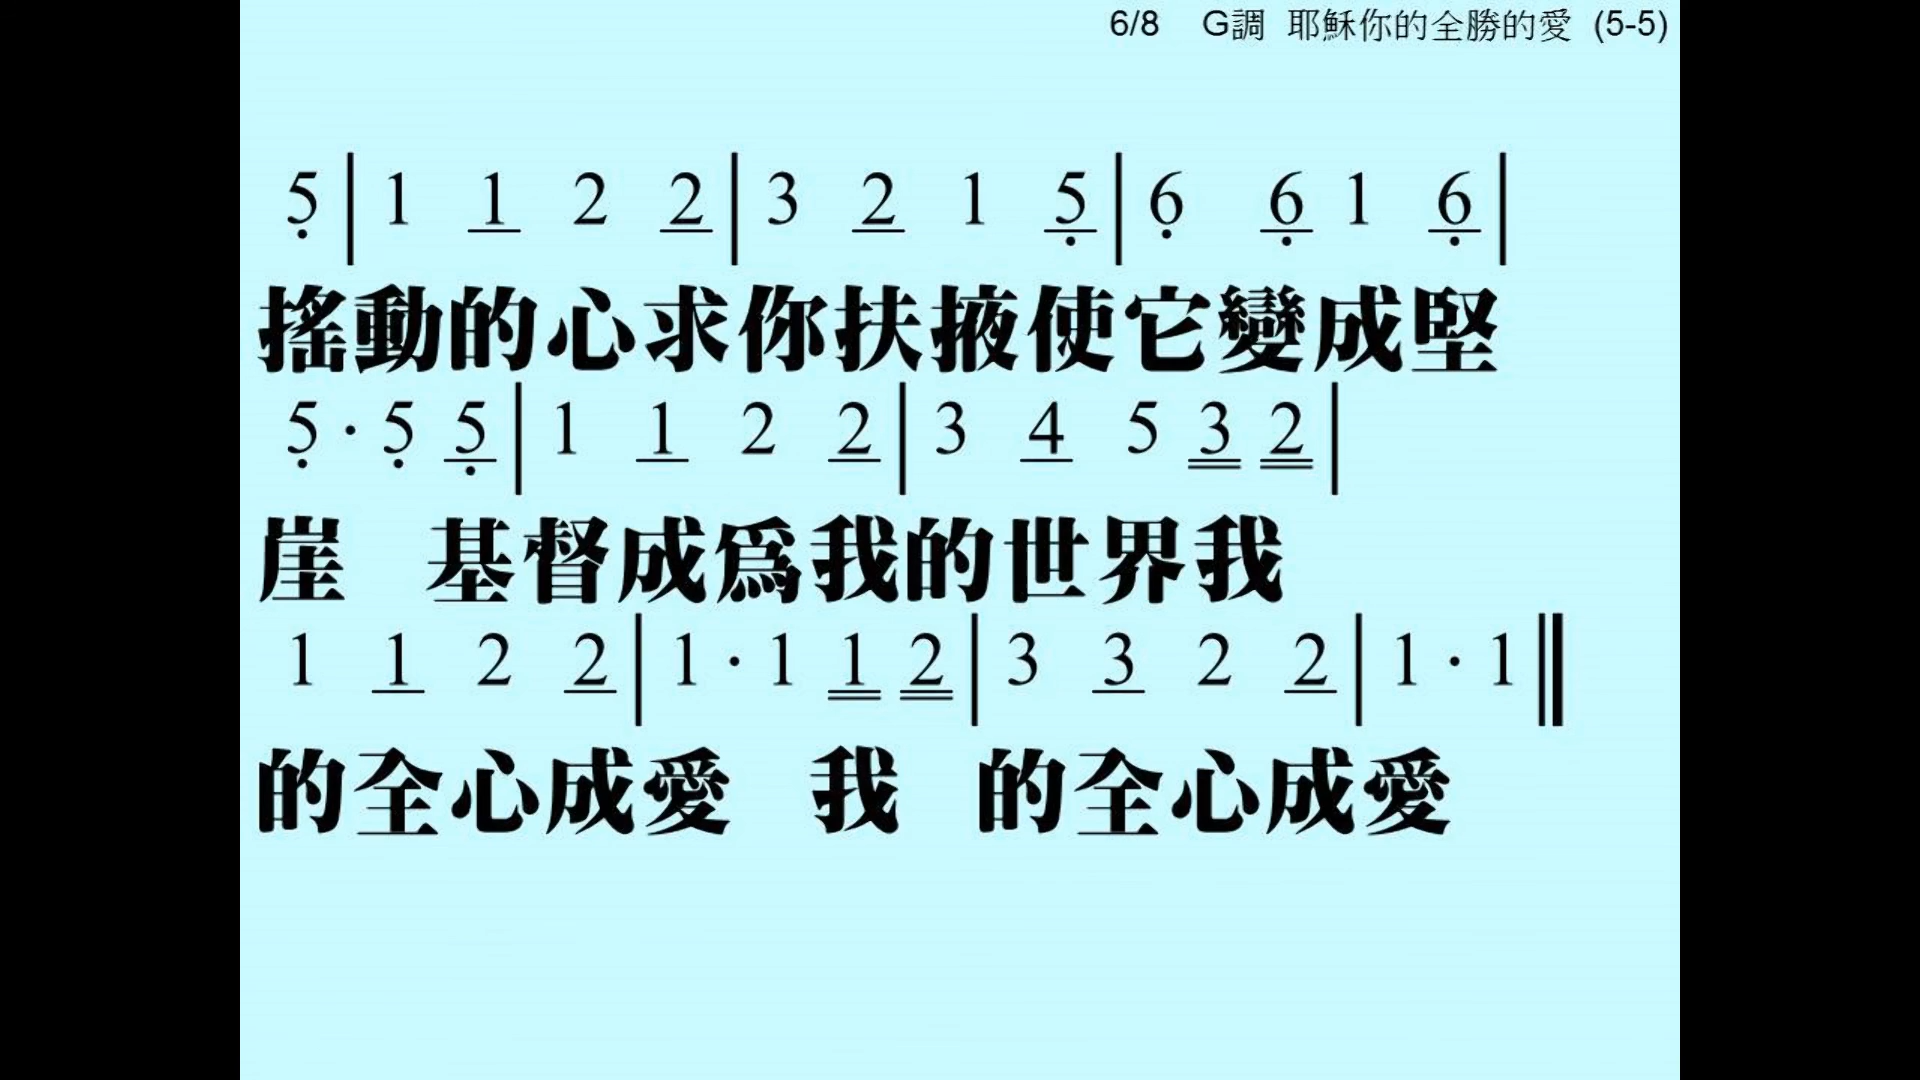 6/8 G調 耶穌你的全勝的愛 (5-5)
5̣ | 1 1 2 2 | 3 2 1 5̣ | 6̣ 6̣ 1 6̣ |
搖動的心求你扶掖使它變成堅
5̣ · 5̣ 5̣ | 1 1 2 2 | 3 4 5 3 2 |
崖 基督成爲我的世界我
1 1 2 2 | 1 · 1 1 2 | 3 3 2 2 | 1 · 1 ‖
的全心成愛 我 的全心成愛